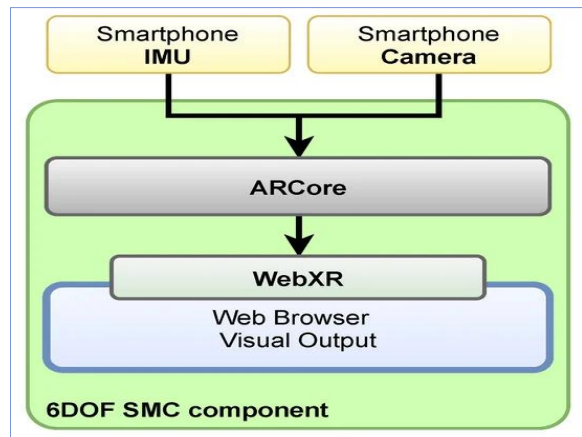 Smartphone
IMU
Smartphone
Camera
ARCore
WebXR
Web Browser
Visual Output
6DOF SMC component